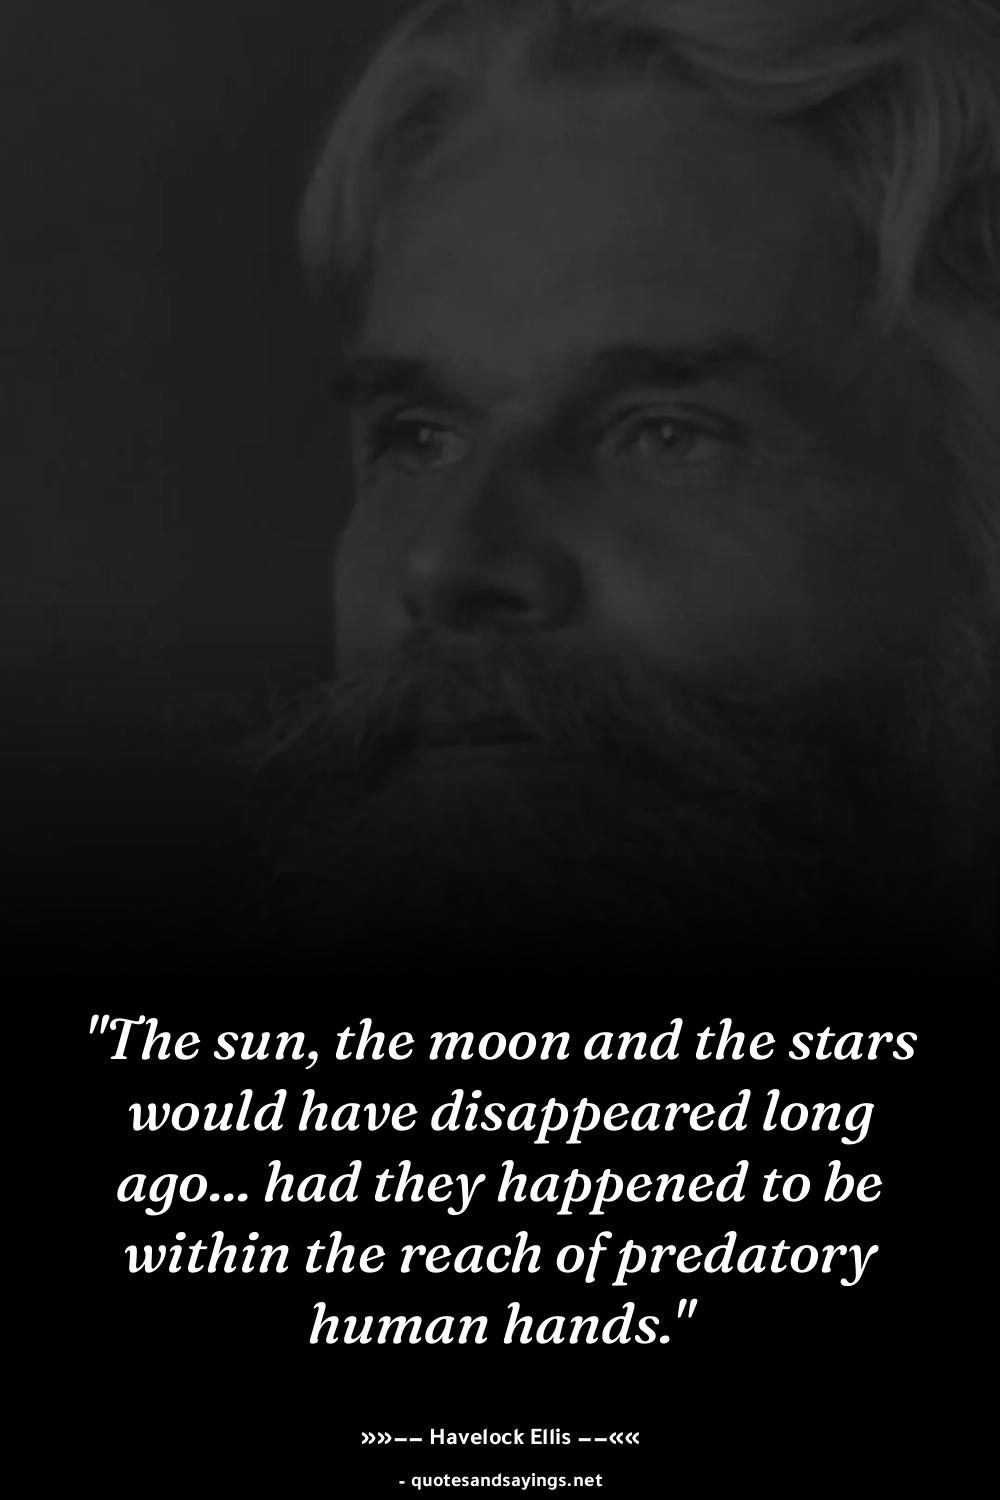 "The sun, the moon and the stars
would have disappeared long
ago... had they happened to be
within the reach of predatory
human hands."
»»−− Havelock Ellis −−««
- quotesandsayings.net